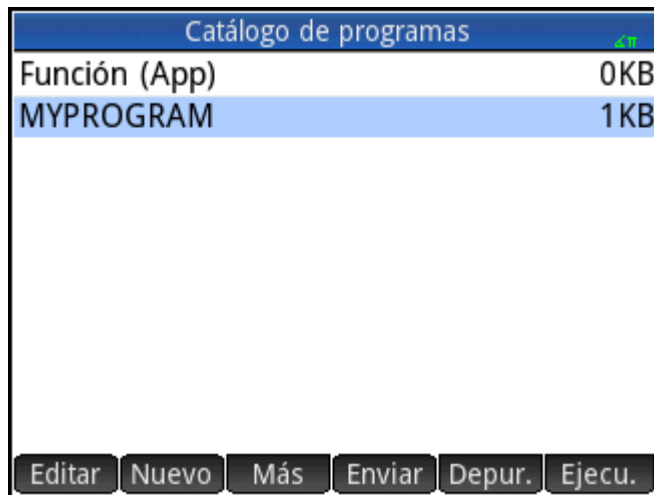 Catálogo de programas
∡π
Función (App) 0KB
MYPROGRAM 1KB
Editar Nuevo Más Enviar Depur. Ejecu.